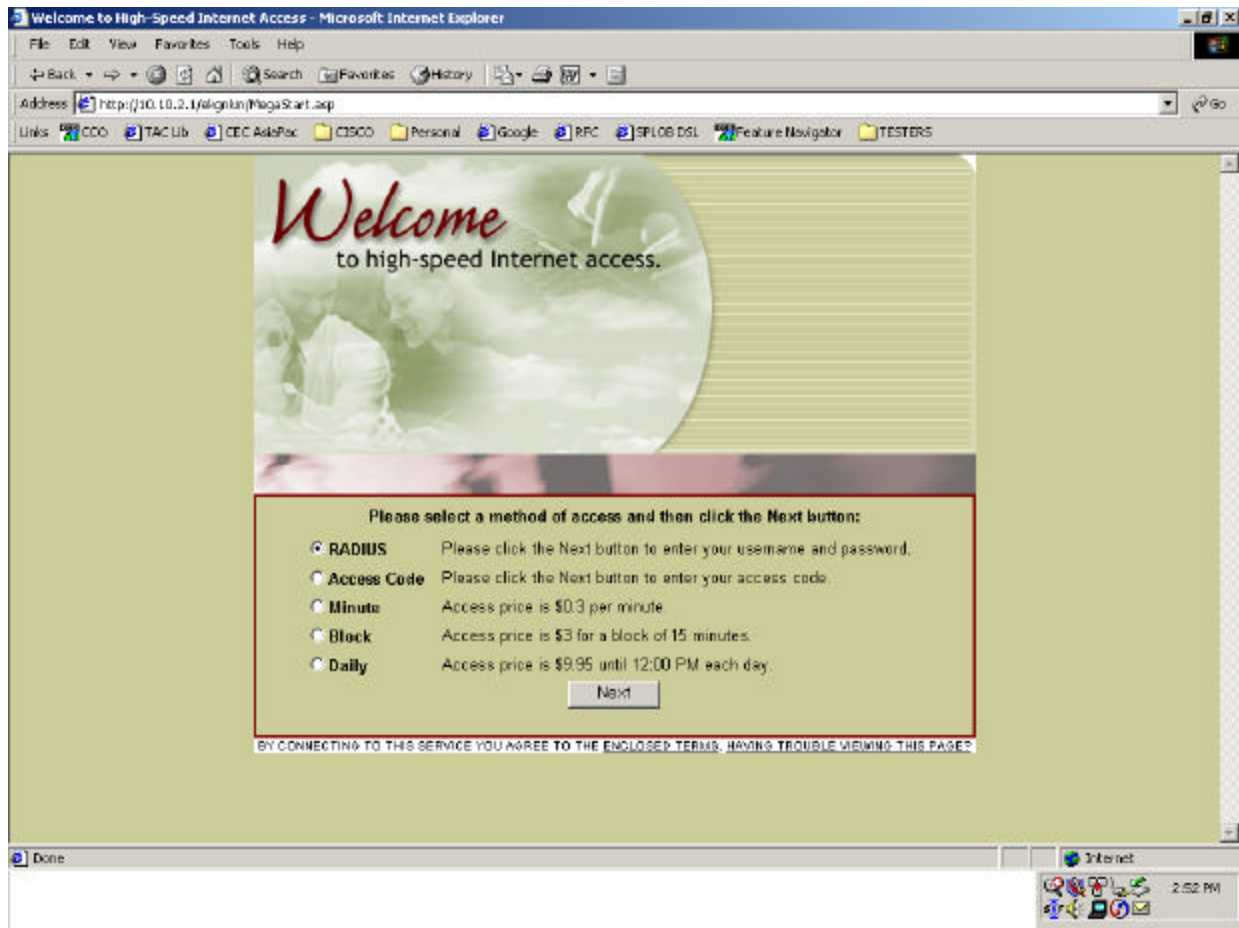 Welcome to High-Speed Internet Access - Microsoft Internet Explorer
File Edit View Favorites Tools Help
Back Search Favorites History
Address http://10.10.2.1/ekgnkn/MegaStart.asp Go
Links CCO TAC Lib CEC AsiaPac CISCO Personal Google RFC SPLOB DSL Feature Navigator TESTERS
Welcome
to high-speed Internet access.
Please select a method of access and then click the Next button:
RADIUS Please click the Next button to enter your username and password.
Access Code Please click the Next button to enter your access code.
Minute Access price is $0.3 per minute.
Block Access price is $3 for a block of 15 minutes.
Daily Access price is $9.95 until 12:00 PM each day.
Next
BY CONNECTING TO THIS SERVICE YOU AGREE TO THE ENCLOSED TERMS. HAVING TROUBLE VIEWING THIS PAGE?
Done Internet
2:52 PM